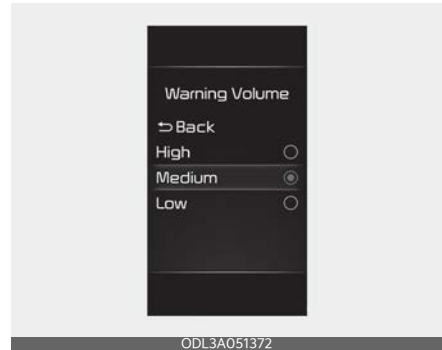 Warning Volume
Back
High
Medium
Low
ODL3A051372